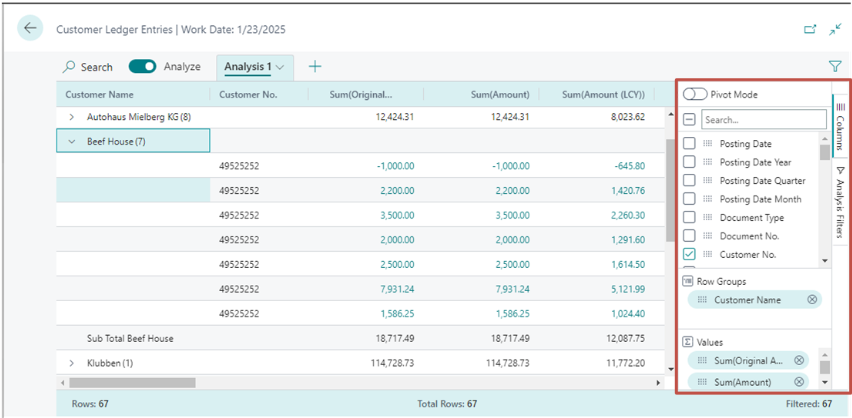 Customer Ledger Entries | Work Date: 1/23/2025
Search Analyze Analysis 1
Customer Name Customer No. Sum(Original... Sum(Amount) Sum(Amount (LCY))
Autohaus Mielberg KG (8) 12,424.31 12,424.31 8,023.62
Beef House (7)
49525252 -1,000.00 -1,000.00 -645.80
49525252 2,200.00 2,200.00 1,420.76
49525252 3,500.00 3,500.00 2,260.30
49525252 2,000.00 2,000.00 1,291.60
49525252 2,500.00 2,500.00 1,614.50
49525252 7,931.24 7,931.24 5,121.99
49525252 1,586.25 1,586.25 1,024.40
Sub Total Beef House 18,717.49 18,717.49 12,087.75
Klubben (1) 114,728.73 114,728.73 11,772.20
Rows: 67 Total Rows: 67 Filtered: 67
Pivot Mode
Search...
Posting Date
Posting Date Year
Posting Date Quarter
Posting Date Month
Document Type
Document No.
Customer No.
Row Groups
Customer Name
Values
Sum(Original A...
Sum(Amount)
Columns
Analysis Filters